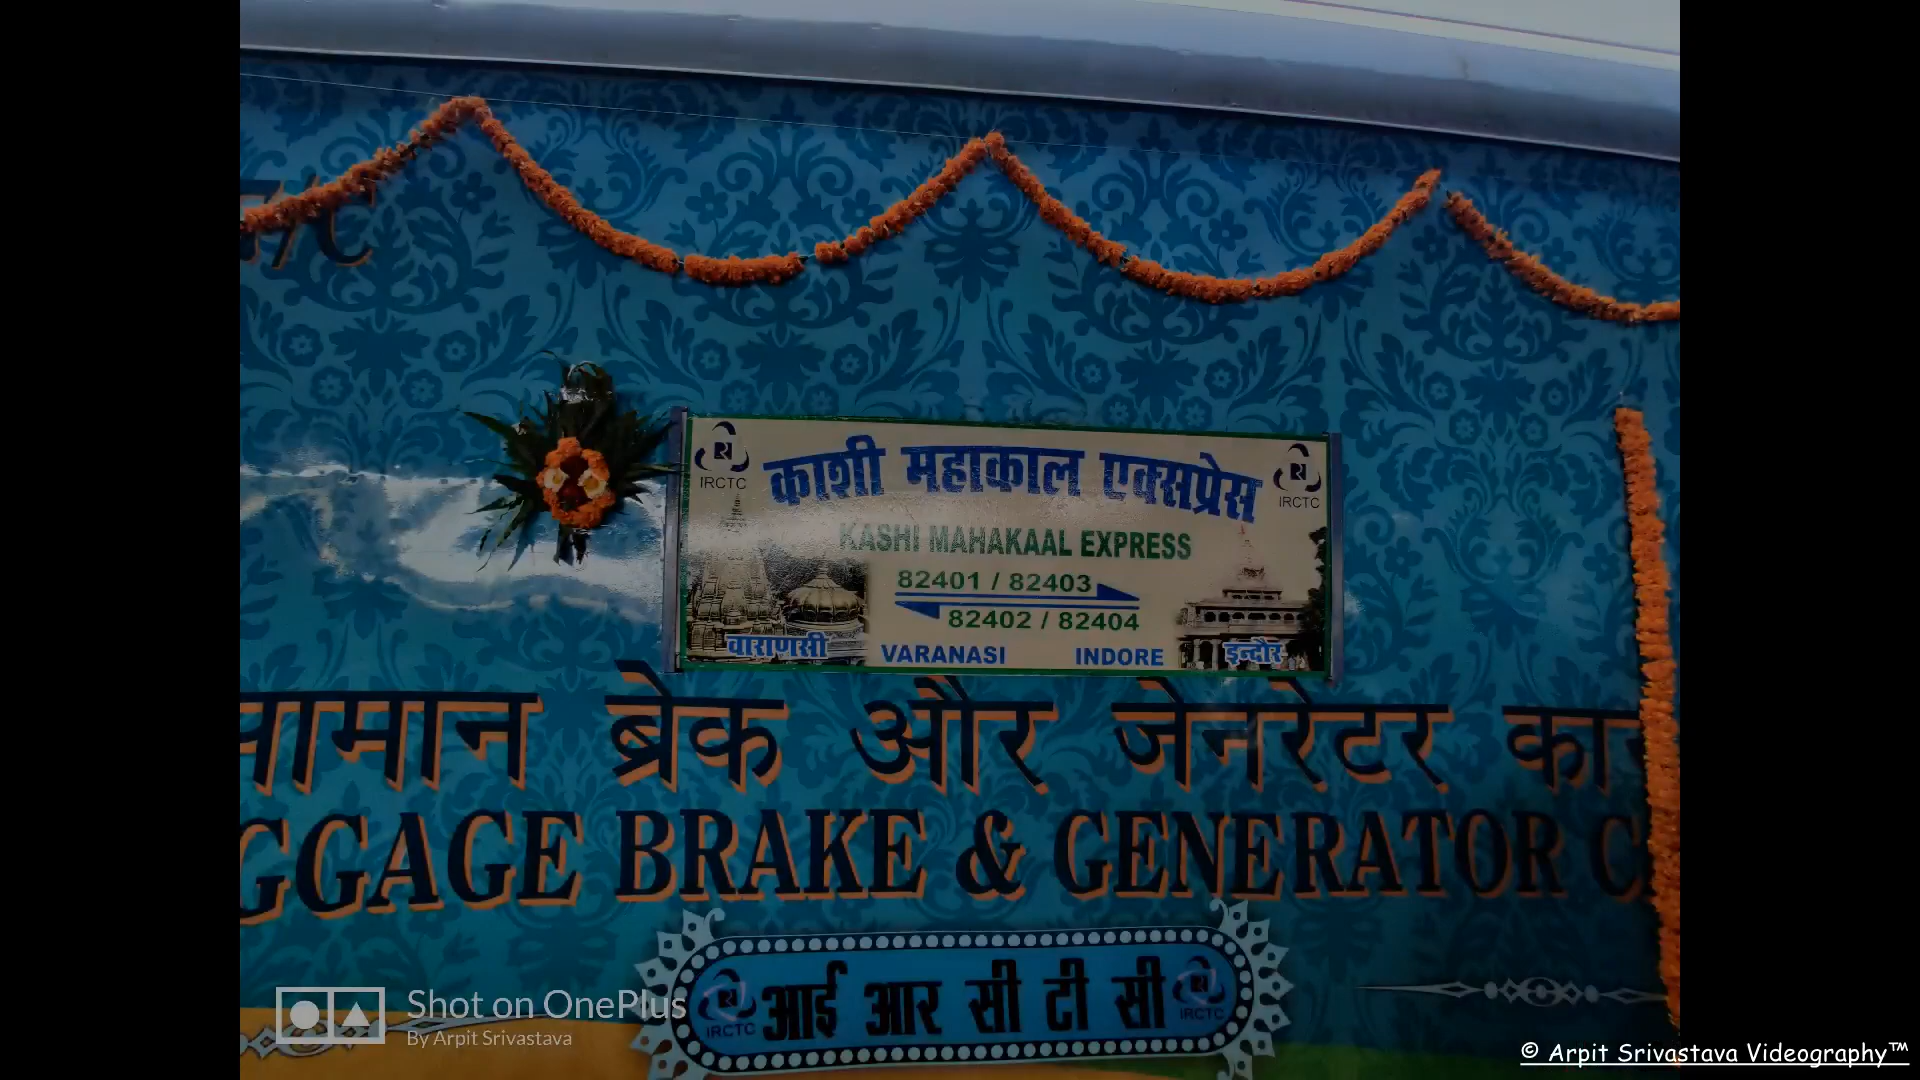 /C
IRCTC
काशी महाकाल एक्सप्रेस
IRCTC
KASHI MAHAKAAL EXPRESS
82401 / 82403
82402 / 82404
वाराणसी VARANASI INDORE इन्दौर
सामान ब्रेक और जेनरेटर कार
GGAGE BRAKE & GENERATOR C
IRCTC आई आर सी टी सी IRCTC
Shot on OnePlus
By Arpit Srivastava
© Arpit Srivastava Videography™